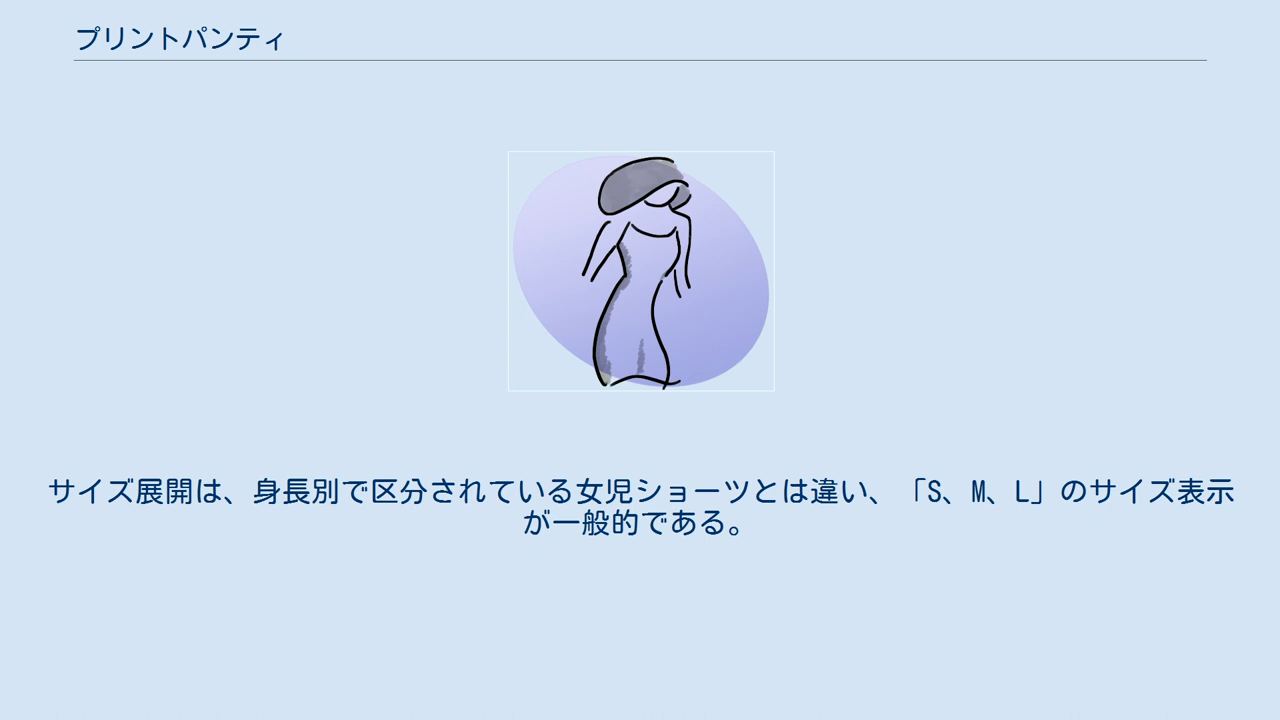 プリントパンティ
サイズ展開は、身長別で区分されている女児ショーツとは違い、「S、M、L」のサイズ表示
が一般的である。